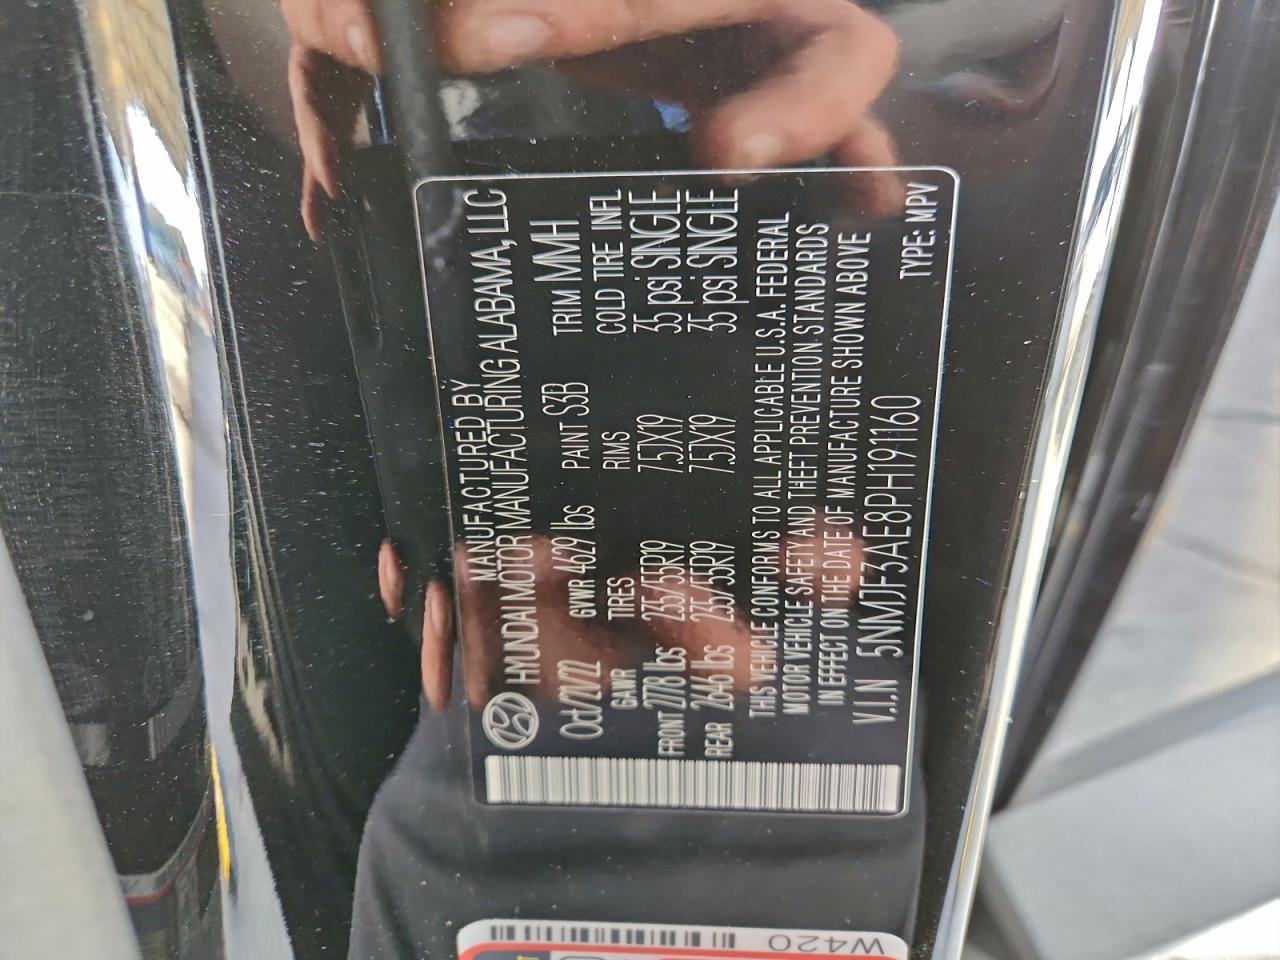 MANUFACTURED BY
HYUNDAI MOTOR MANUFACTURING ALABAMA, LLC
Oct/21/22 GVWR 4629 lbs PAINT S3B TRIM MMH
GAWR TIRES RIMS COLD TIRE INFL
FRONT 2778 lbs 235/55R19 7.5JX19 35 psi SINGLE
REAR 2646 lbs 235/55R19 7.5JX19 35 psi SINGLE
THIS VEHICLE CONFORMS TO ALL APPLICABLE U.S.A. FEDERAL
MOTOR VEHICLE SAFETY AND THEFT PREVENTION STANDARDS
IN EFFECT ON THE DATE OF MANUFACTURE SHOWN ABOVE
V.I.N 5NMJF3AE8PH191160
TYPE: MPV
W420